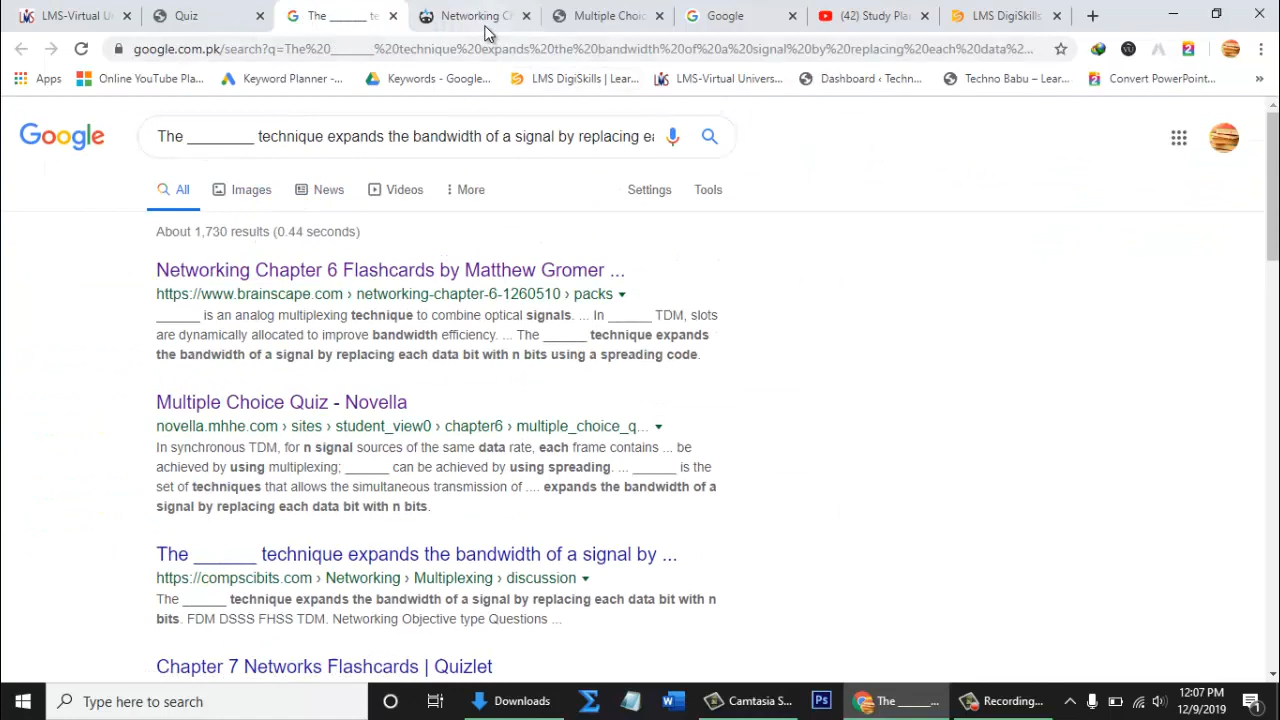 LMS-Virtual U
Quiz
The ______ te
Networking C
Multiple Choic
Google
(42) Study Pla
LMS DigiSkills
google.com.pk/search?q=The%20_______%20technique%20expands%20the%20bandwidth%20of%20a%20signal%20by%20replacing%20each%20data...
Apps
Online YouTube Pla...
Keyword Planner -...
Keywords - Google...
LMS DigiSkills | Lear...
LMS-Virtual Univers...
Dashboard ‹ Techn...
Techno Babu – Lear...
Convert PowerPoint...
Google
The ________ technique expands the bandwidth of a signal by replacing ea
All
Images
News
Videos
More
Settings
Tools
About 1,730 results (0.44 seconds)
Networking Chapter 6 Flashcards by Matthew Gromer ...
https://www.brainscape.com › networking-chapter-6-1260510 › packs
______ is an analog multiplexing technique to combine optical signals. ... In ______ TDM, slots
are dynamically allocated to improve bandwidth efficiency. ... The ______ technique expands
the bandwidth of a signal by replacing each data bit with n bits using a spreading code.
Multiple Choice Quiz - Novella
novella.mhhe.com › sites › student_view0 › chapter6 › multiple_choice_q...
In synchronous TDM, for n signal sources of the same data rate, each frame contains ... be
achieved by using multiplexing; ______ can be achieved by using spreading. ... ______ is the
set of techniques that allows the simultaneous transmission of .... expands the bandwidth of a
signal by replacing each data bit with n bits.
The ______ technique expands the bandwidth of a signal by ...
https://compscibits.com › Networking › Multiplexing › discussion
The ______ technique expands the bandwidth of a signal by replacing each data bit with n
bits. FDM DSSS FHSS TDM. Networking Objective type Questions ...
Chapter 7 Networks Flashcards | Quizlet
Type here to search
Downloads
Camtasia S...
The _____...
Recording...
12:07 PM
12/9/2019